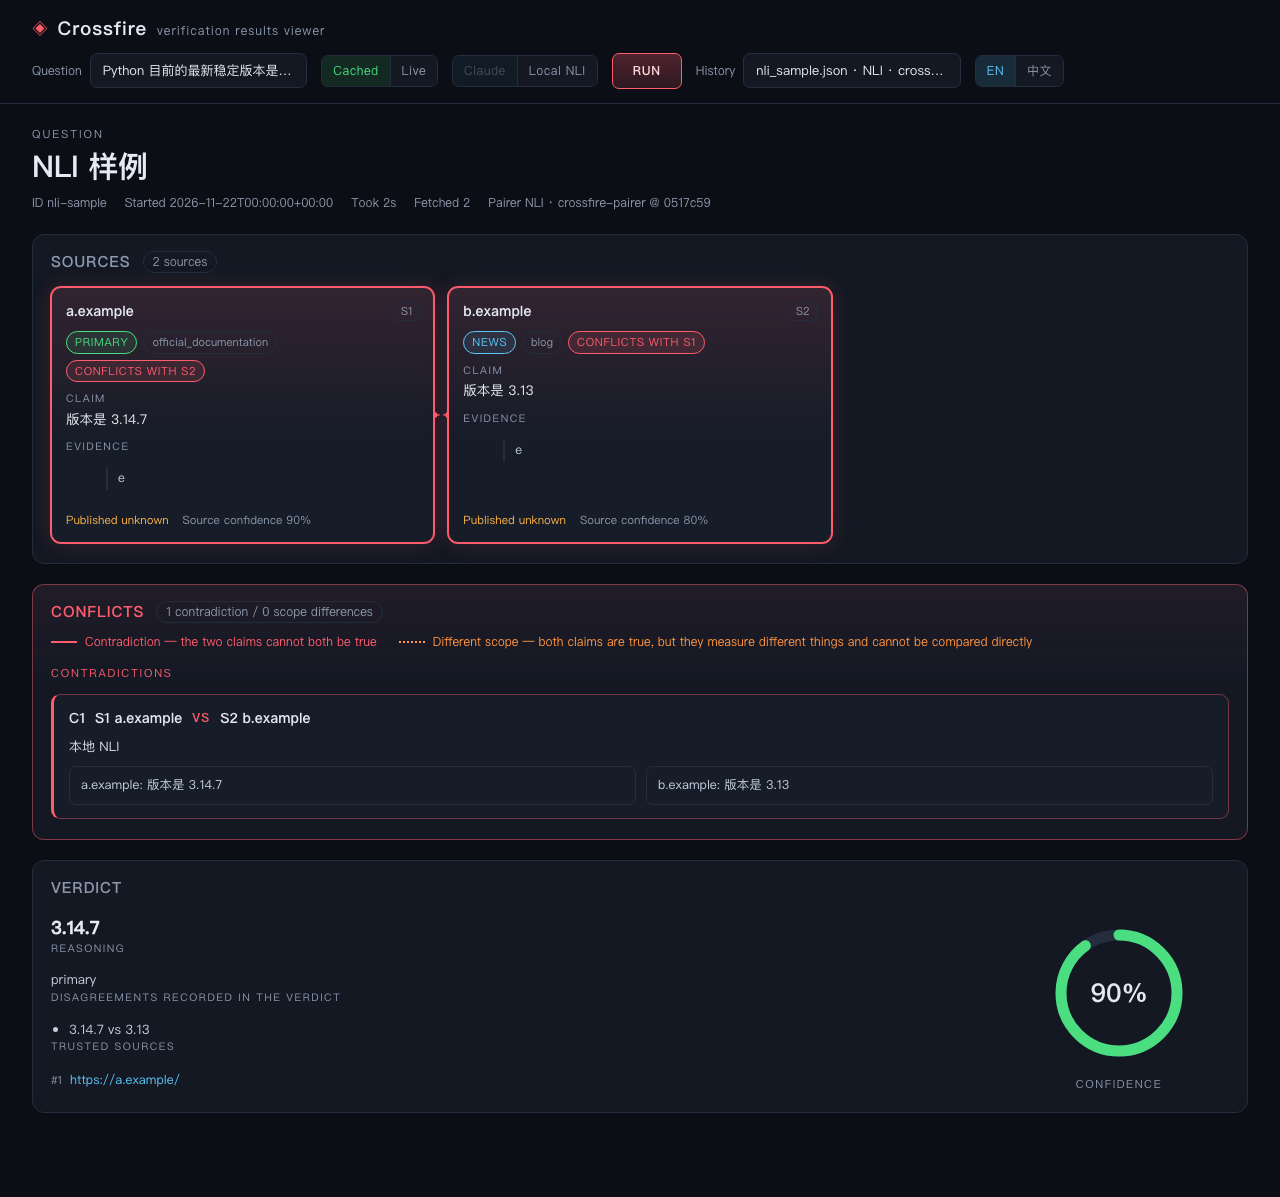 Crossfire verification results viewer
Question Python 目前的最新稳定版本是... Cached Live Claude Local NLI RUN History nli_sample.json · NLI · cross... EN 中文
QUESTION
NLI 样例
ID nli-sample Started 2026-11-22T00:00:00+00:00 Took 2s Fetched 2 Pairer NLI · crossfire-pairer @ 0517c59
SOURCES 2 sources
a.example S1
PRIMARY official_documentation
CONFLICTS WITH S2
CLAIM
版本是 3.14.7
EVIDENCE
e
Published unknown Source confidence 90%
b.example S2
NEWS blog CONFLICTS WITH S1
CLAIM
版本是 3.13
EVIDENCE
e
Published unknown Source confidence 80%
CONFLICTS 1 contradiction / 0 scope differences
Contradiction — the two claims cannot both be true Different scope — both claims are true, but they measure different things and cannot be compared directly
CONTRADICTIONS
C1 S1 a.example VS S2 b.example
本地 NLI
a.example: 版本是 3.14.7 b.example: 版本是 3.13
VERDICT
3.14.7
REASONING
primary
DISAGREEMENTS RECORDED IN THE VERDICT
• 3.14.7 vs 3.13
TRUSTED SOURCES
#1 https://a.example/
90%
CONFIDENCE